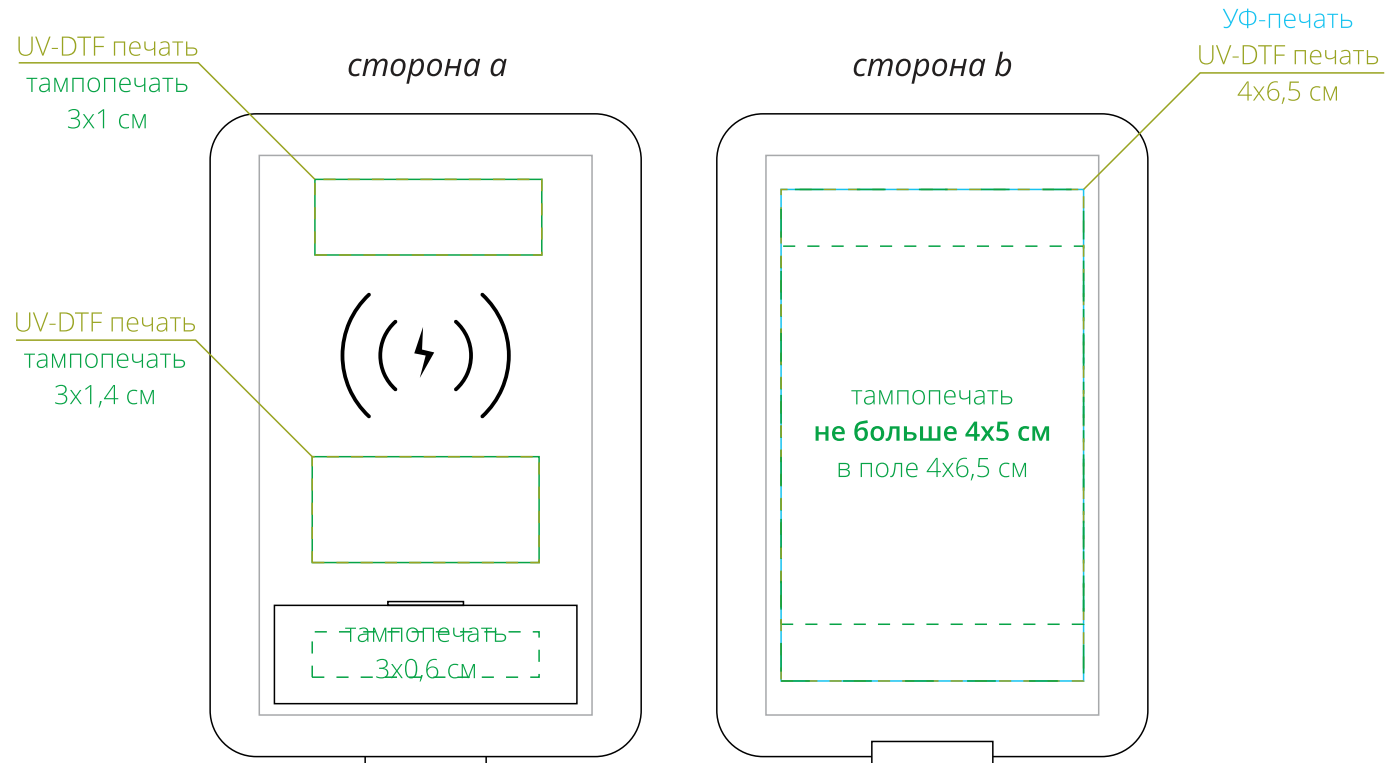 УФ-печать
UV-DTF печать
4х6,5 см
UV-DTF печать
тампопечать
3х1 см
сторона a
сторона b
UV-DTF печать
тампопечать
3х1,4 см
тампопечать
не больше 4х5 см
в поле 4х6,5 см
тампопечать
3х0,6 см